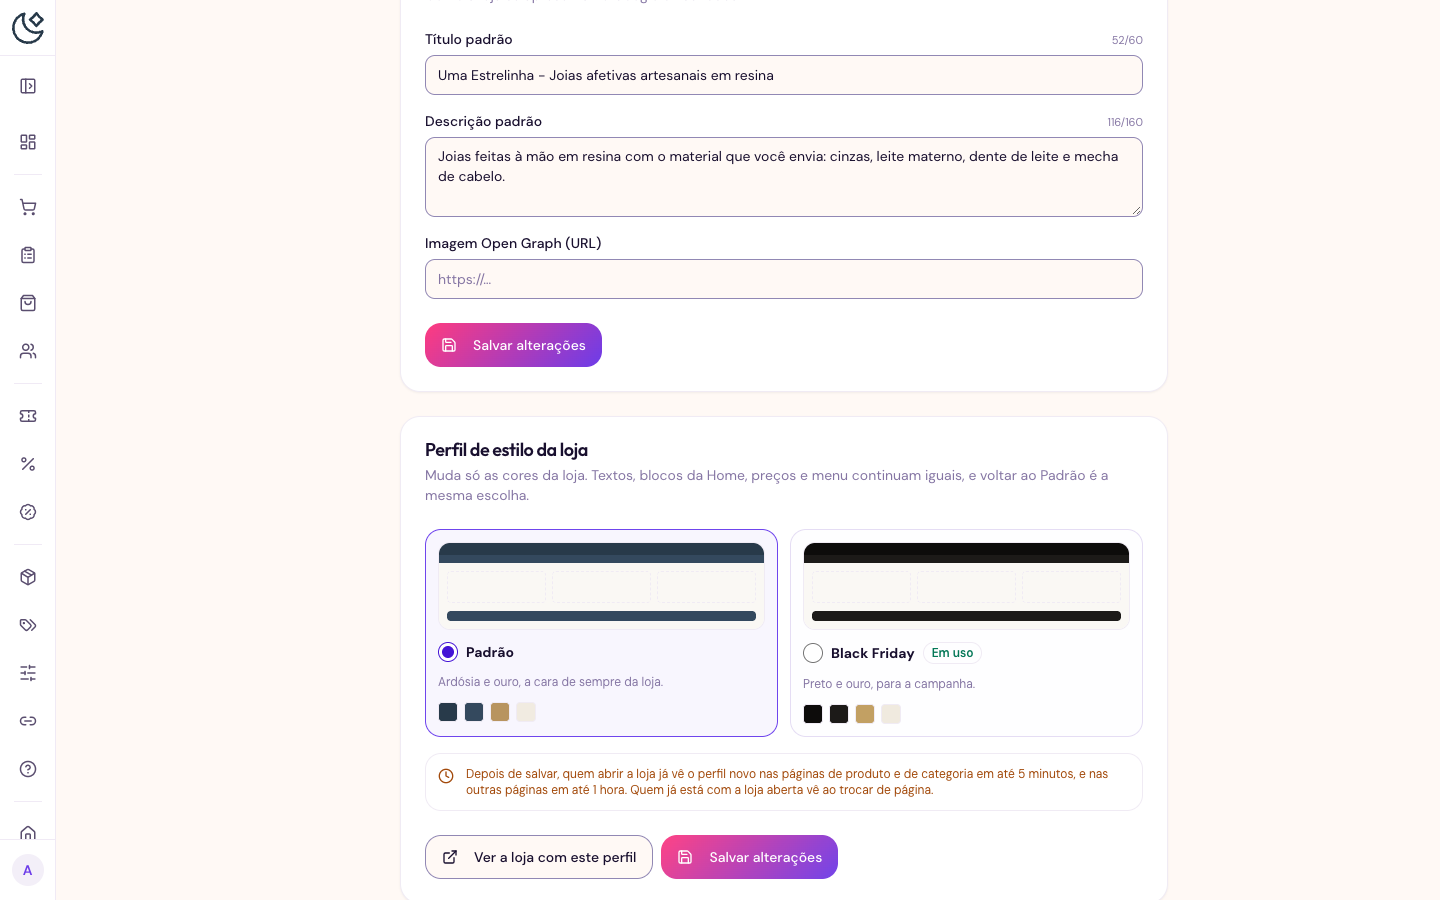 Título padrão
52/60
Uma Estrelinha - Joias afetivas artesanais em resina
Descrição padrão
116/160
Joias feitas à mão em resina com o material que você envia: cinzas, leite materno, dente de leite e mecha
de cabelo.
Imagem Open Graph (URL)
https://...
Salvar alterações
Perfil de estilo da loja
Muda só as cores da loja. Textos, blocos da Home, preços e menu continuam iguais, e voltar ao Padrão é a
mesma escolha.
Padrão
Ardósia e ouro, a cara de sempre da loja.
Black Friday
Em uso
Preto e ouro, para a campanha.
Depois de salvar, quem abrir a loja já vê o perfil novo nas páginas de produto e de categoria em até 5 minutos, e nas
outras páginas em até 1 hora. Quem já está com a loja aberta vê ao trocar de página.
Ver a loja com este perfil
Salvar alterações
A